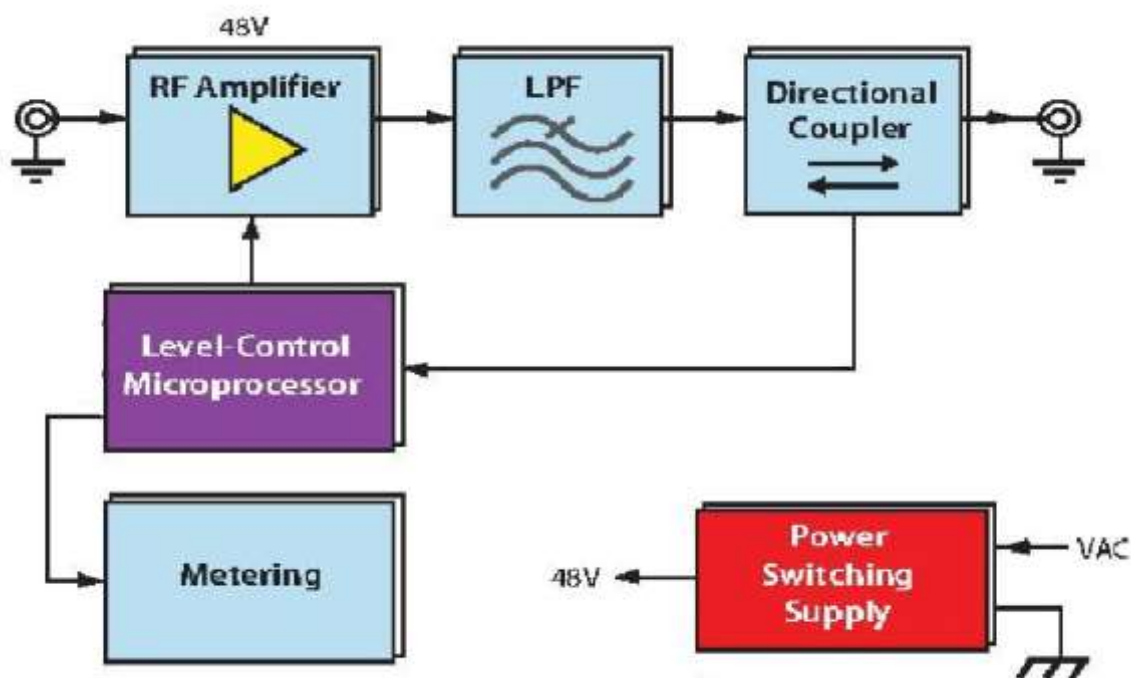 48V
RF Amplifier
LPF
Directional
Coupler
Level-Control
Microprocessor
Metering
48V
Power
Switching
Supply
VAC